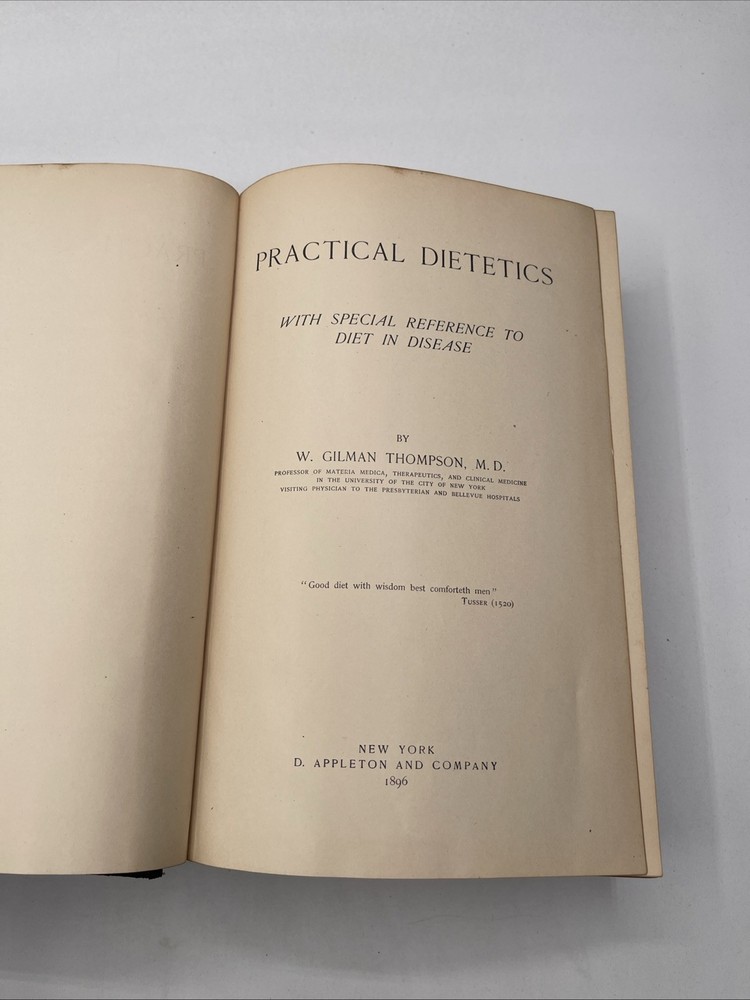 PRACTICAL DIETETICS
WITH SPECIAL REFERENCE TO
DIET IN DISEASE
BY
W. GILMAN THOMPSON, M. D.
PROFESSOR OF MATERIA MEDICA, THERAPEUTICS, AND CLINICAL MEDICINE
IN THE UNIVERSITY OF THE CITY OF NEW YORK
VISITING PHYSICIAN TO THE PRESBYTERIAN AND BELLEVUE HOSPITALS
"Good diet with wisdom best comforteth men"
TUSSER (1520)
NEW YORK
D. APPLETON AND COMPANY
1896